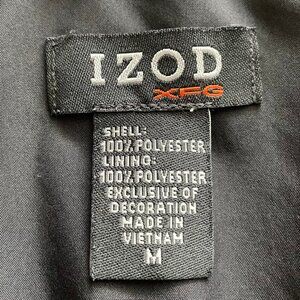 IZOD
XFG
SHELL:
100% POLYESTER
LINING:
100% POLYESTER
EXCLUSIVE OF
DECORATION
MADE IN
VIETNAM
M